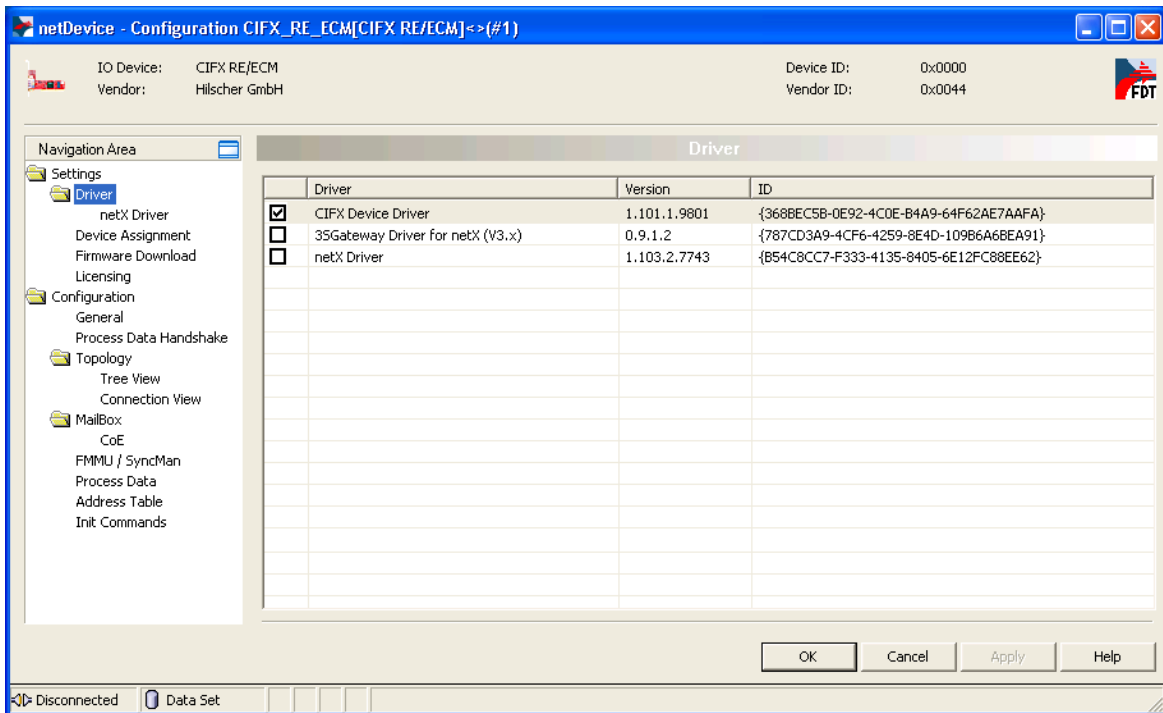 netDevice - Configuration CIFX_RE_ECM[CIFX RE/ECM]<>(#1)
IO Device: CIFX RE/ECM Device ID: 0x0000
Vendor: Hilscher GmbH Vendor ID: 0x0044
FDT
Navigation Area
Settings
Driver
netX Driver
Device Assignment
Firmware Download
Licensing
Configuration
General
Process Data Handshake
Topology
Tree View
Connection View
MailBox
CoE
FMMU / SyncMan
Process Data
Address Table
Init Commands
Driver
Driver Version ID
CIFX Device Driver 1.101.1.9801 {368BEC5B-0E92-4C0E-B4A9-64F62AE7AAFA}
3SGateway Driver for netX (V3.x) 0.9.1.2 {787CD3A9-4CF6-4259-8E4D-109B6A6BEA91}
netX Driver 1.103.2.7743 {B54C8CC7-F333-4135-8405-6E12FC88EE62}
OK Cancel Apply Help
Disconnected Data Set